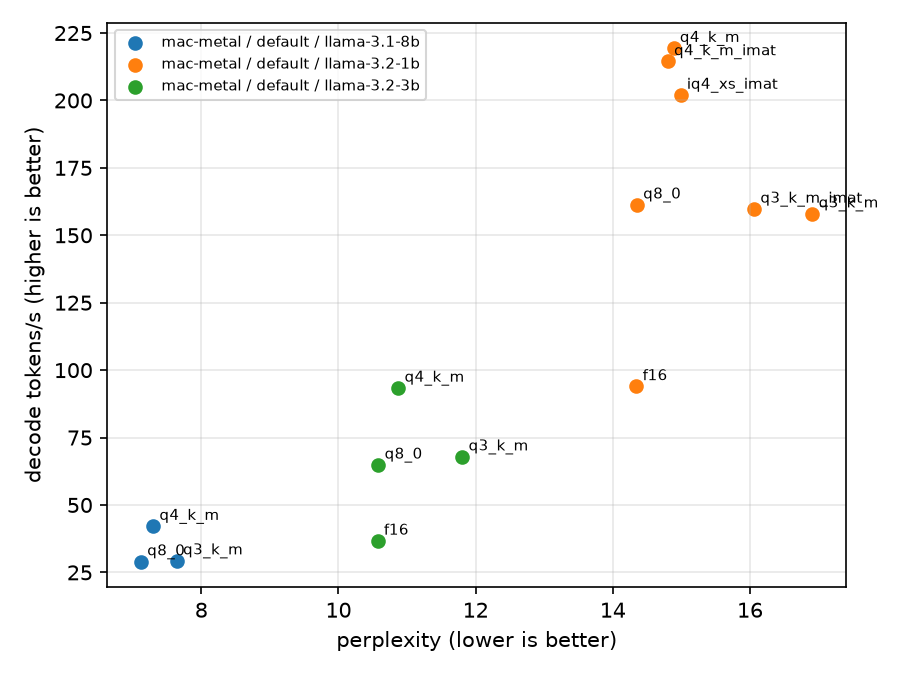 mac-metal / default / llama-3.1-8b
mac-metal / default / llama-3.2-1b
mac-metal / default / llama-3.2-3b
q4_k_m
q4_k_m_imat
iq4_xs_imat
q8_0
q3_k_m_imat
q3_k_m
f16
q4_k_m
q8_0
q3_k_m
f16
q4_k_m
q8_0
q3_k_m
225
200
175
150
125
100
75
50
25
8
10
12
14
16
decode tokens/s (higher is better)
perplexity (lower is better)